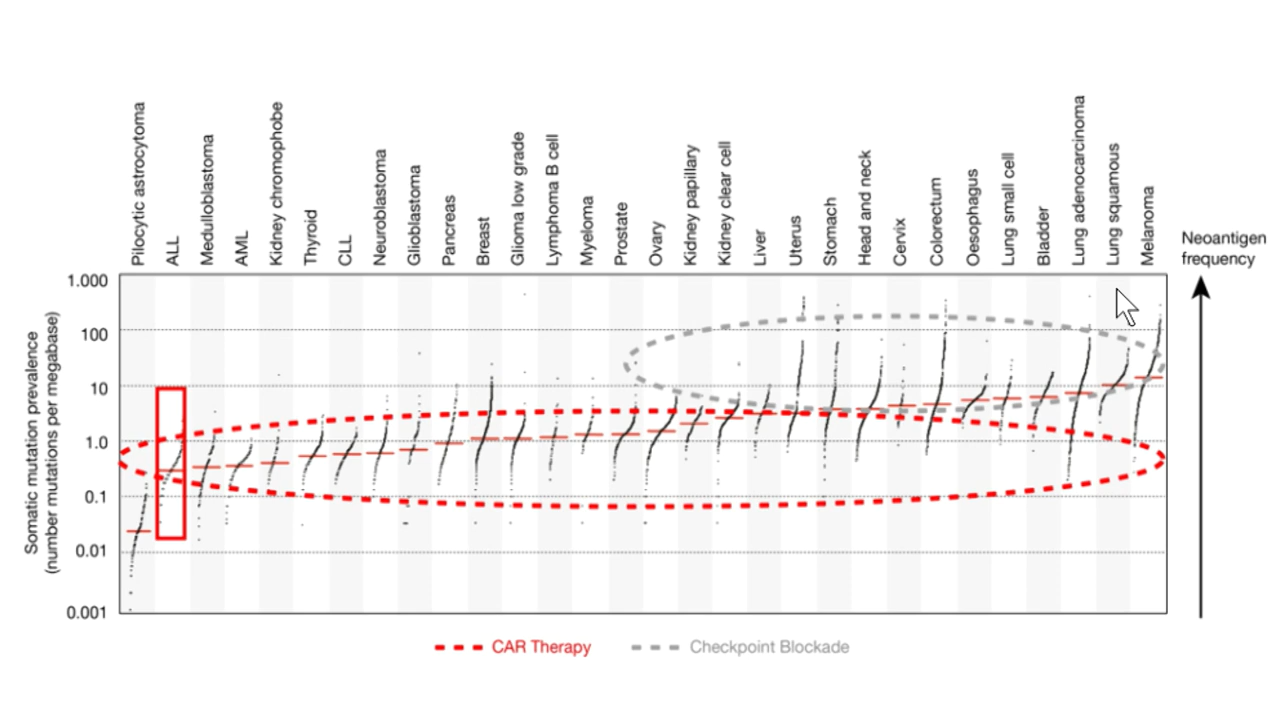 Pilocytic astrocytoma
ALL
Medulloblastoma
AML
Kidney chromophobe
Thyroid
CLL
Neuroblastoma
Glioblastoma
Pancreas
Breast
Glioma low grade
Lymphoma B cell
Myeloma
Prostate
Ovary
Kidney papillary
Kidney clear cell
Liver
Uterus
Stomach
Head and neck
Cervix
Colorectum
Oesophagus
Lung small cell
Bladder
Lung adenocarcinoma
Lung squamous
Melanoma
Neoantigen
frequency
Somatic mutation prevalence
(number mutations per megabase)
1.000
100
10
1.0
0.1
0.01
0.001
CAR Therapy
Checkpoint Blockade